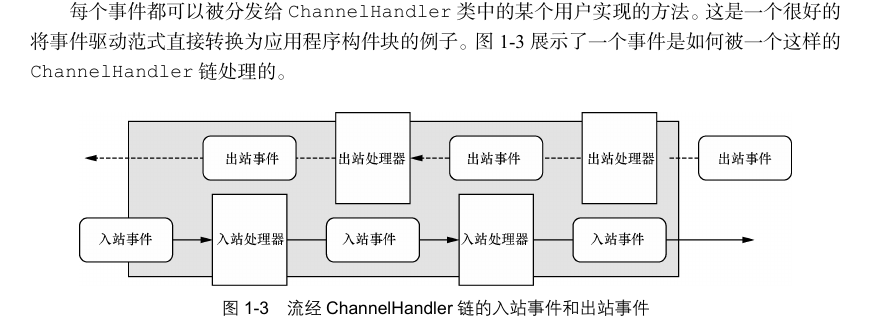 每个事件都可以被分发给 ChannelHandler 类中的某个用户实现的方法。这是一个很好的
将事件驱动范式直接转换为应用程序构件块的例子。图 1-3 展示了一个事件是如何被一个这样的
ChannelHandler 链处理的。
出站事件 出站处理器 出站事件 出站处理器 出站事件
入站事件 入站处理器 入站事件 入站处理器 入站事件
图 1-3 流经 ChannelHandler 链的入站事件和出站事件